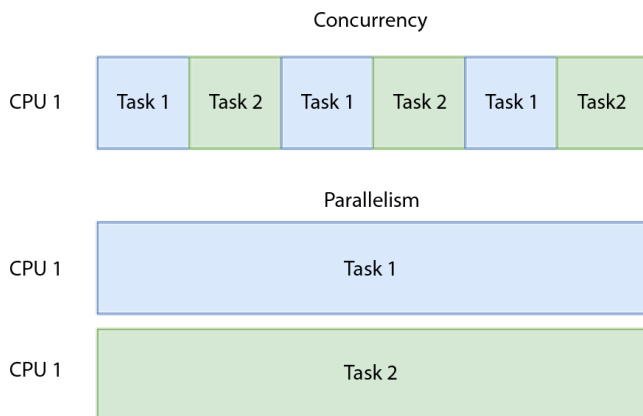 Concurrency
CPU 1 Task 1 Task 2 Task 1 Task 2 Task 1 Task2
Parallelism
CPU 1 Task 1
CPU 1 Task 2